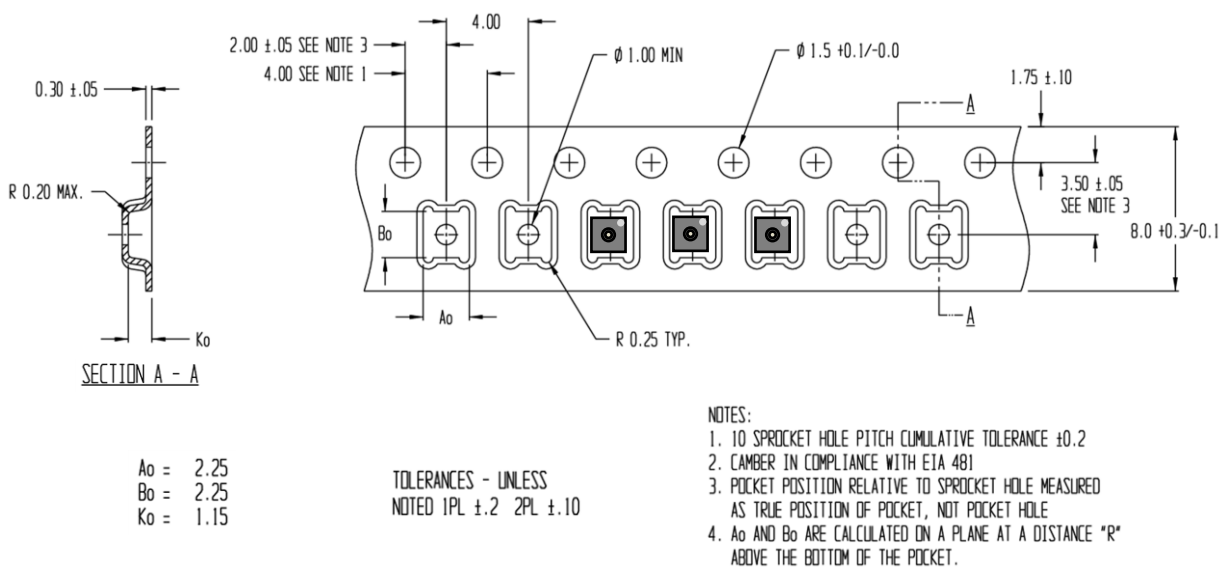 4.00
2.00 ±.05 SEE NOTE 3
4.00 SEE NOTE 1
Ø 1.00 MIN
Ø 1.5 +0.1/-0.0
1.75 ±.10
0.30 ±.05
A
R 0.20 MAX.
3.50 ±.05
SEE NOTE 3
Bo
8.0 +0.3/-0.1
Ao
A
Ko
R 0.25 TYP.
SECTION A - A
Ao = 2.25
Bo = 2.25
Ko = 1.15
TOLERANCES - UNLESS
NOTED 1PL ±.2 2PL ±.10
NOTES:
1. 10 SPROCKET HOLE PITCH CUMULATIVE TOLERANCE ±0.2
2. CAMBER IN COMPLIANCE WITH EIA 481
3. POCKET POSITION RELATIVE TO SPROCKET HOLE MEASURED
AS TRUE POSITION OF POCKET, NOT POCKET HOLE
4. Ao AND Bo ARE CALCULATED ON A PLANE AT A DISTANCE "R"
ABOVE THE BOTTOM OF THE POCKET.